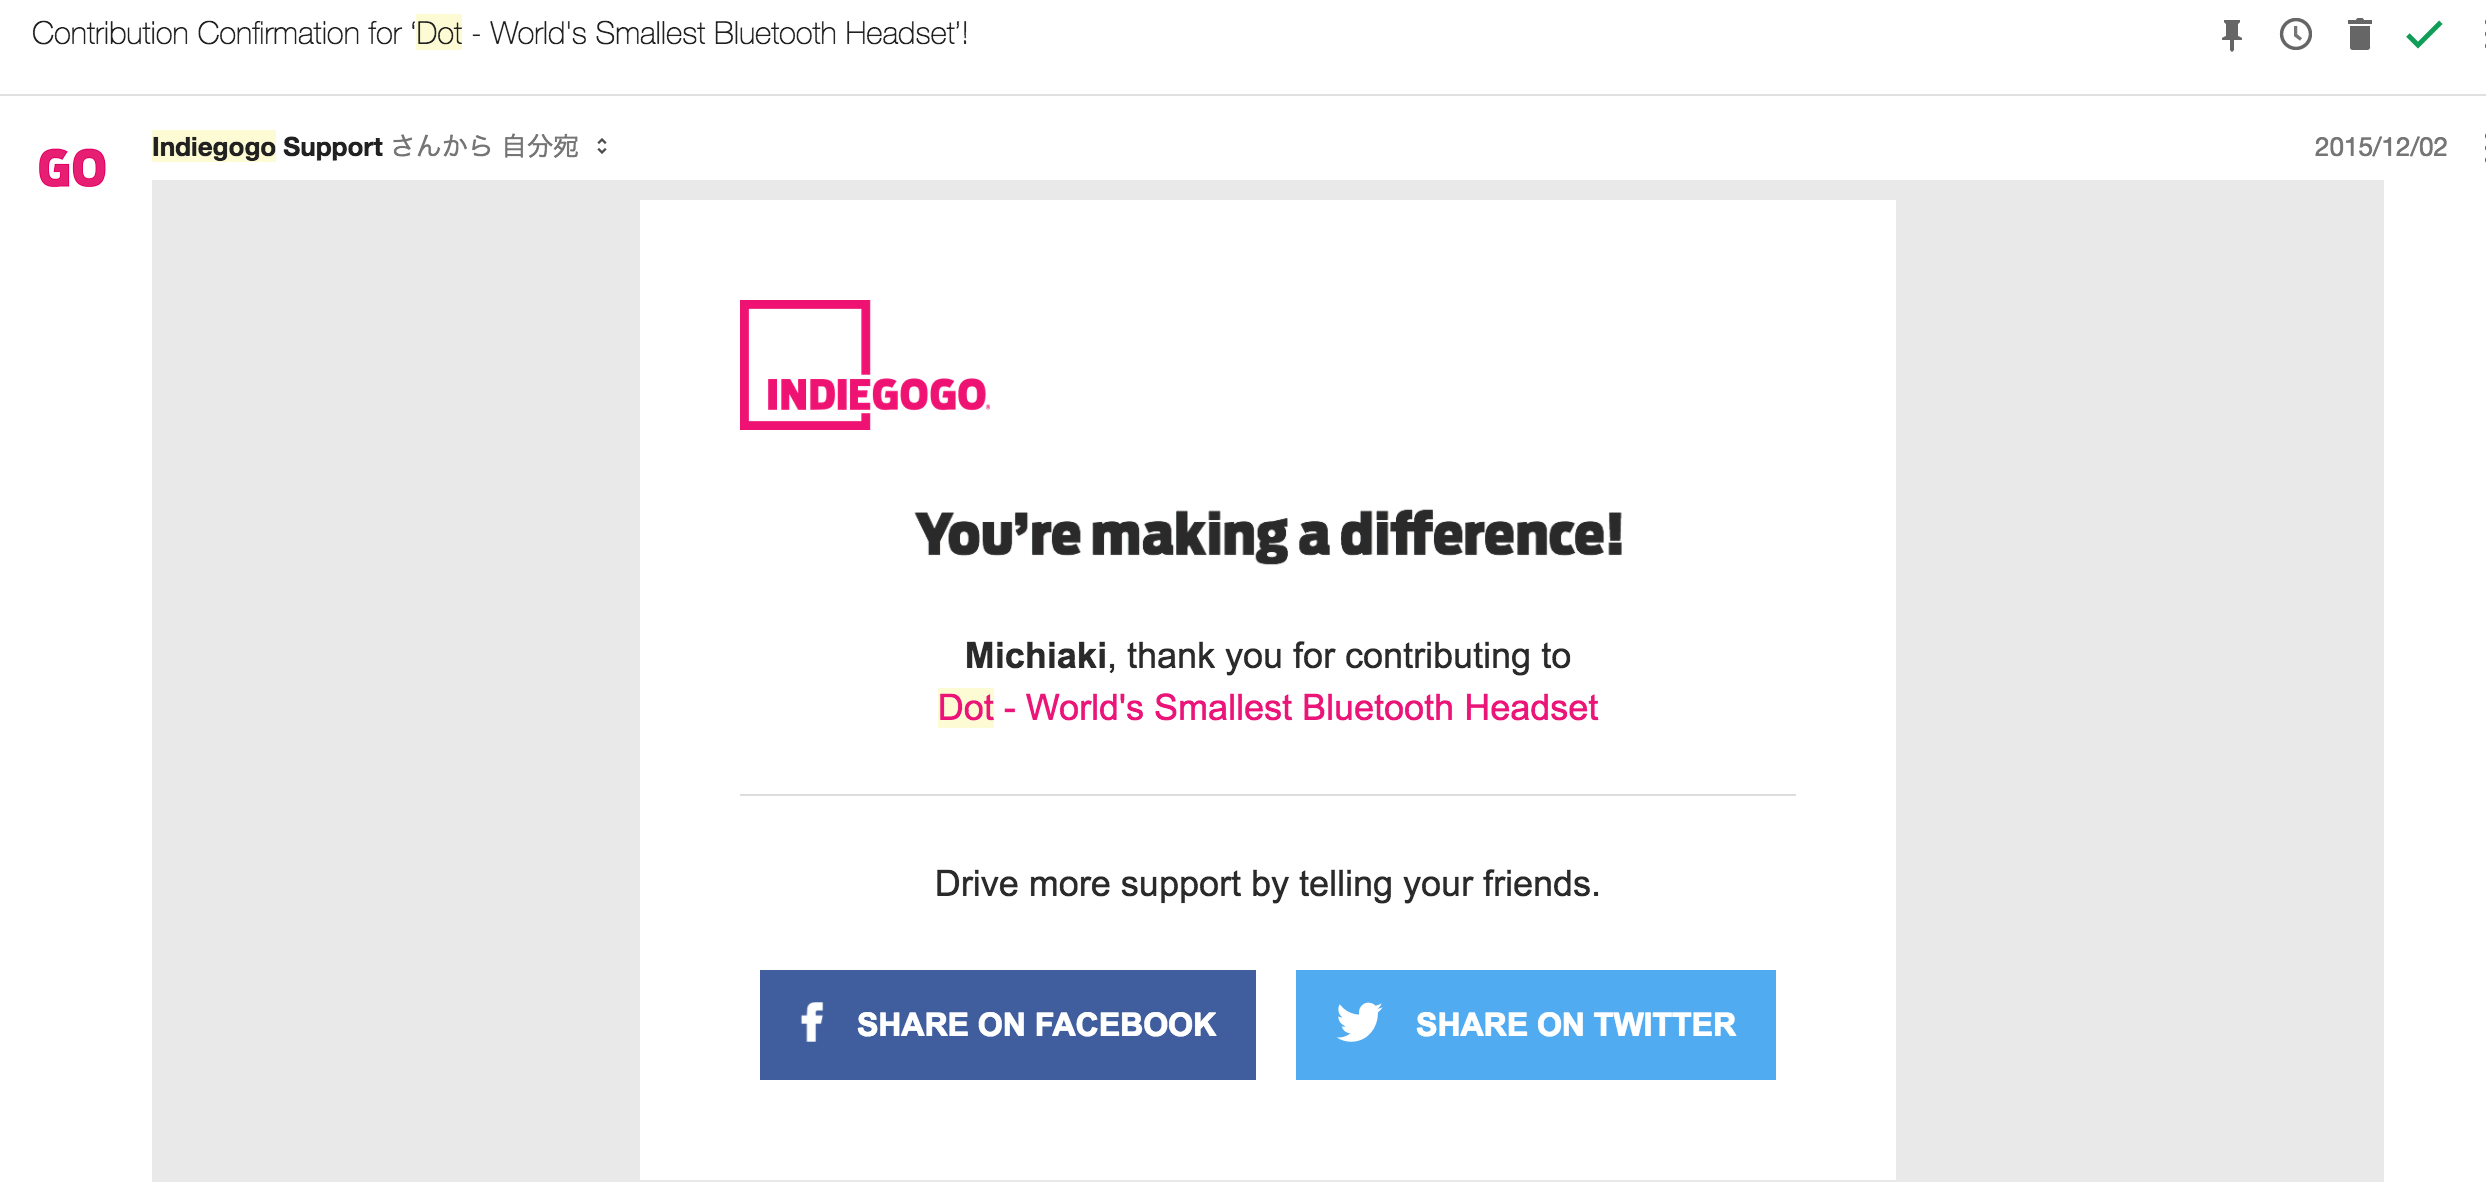 Contribution Confirmation for ‘Dot - World's Smallest Bluetooth Headset’!
GO
Indiegogo Support さんから 自分宛
2015/12/02
INDIEGOGO
You’re making a difference!
Michiaki, thank you for contributing to
Dot - World's Smallest Bluetooth Headset
Drive more support by telling your friends.
f SHARE ON FACEBOOK
SHARE ON TWITTER